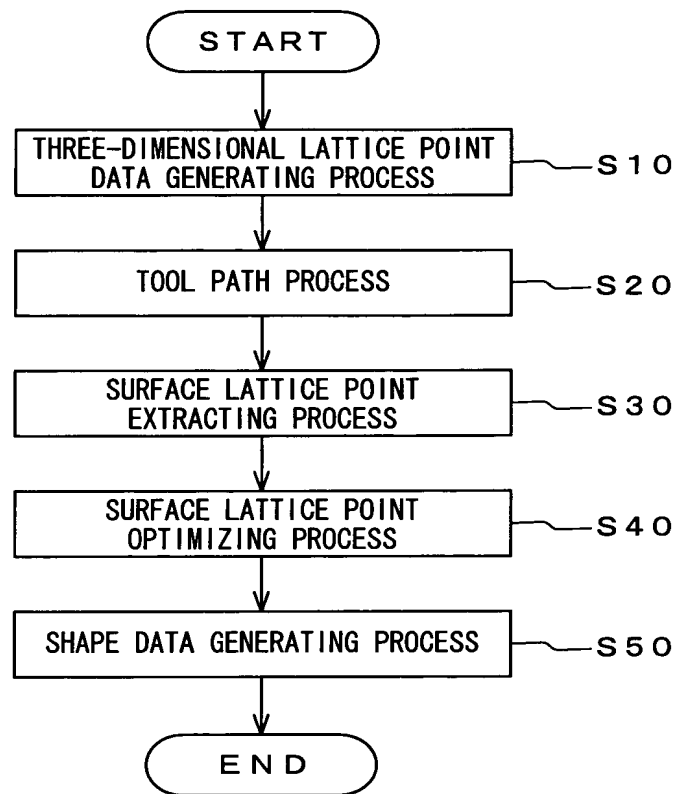 START
THREE-DIMENSIONAL LATTICE POINT
DATA GENERATING PROCESS
S10
TOOL PATH PROCESS
S20
SURFACE LATTICE POINT
EXTRACTING PROCESS
S30
SURFACE LATTICE POINT
OPTIMIZING PROCESS
S40
SHAPE DATA GENERATING PROCESS
S50
END